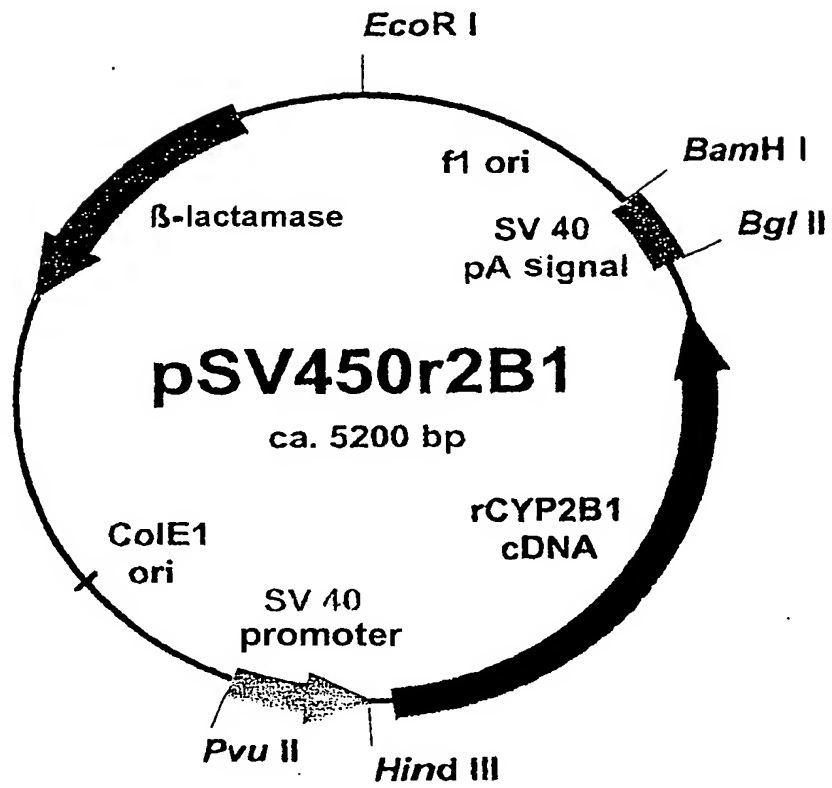 EcoR I
f1 ori
BamH I
ß-lactamase
SV 40
pA signal
Bgl II
pSV450r2B1
ca. 5200 bp
rCYP2B1
cDNA
ColE1
ori
SV 40
promoter
Pvu II
Hind III